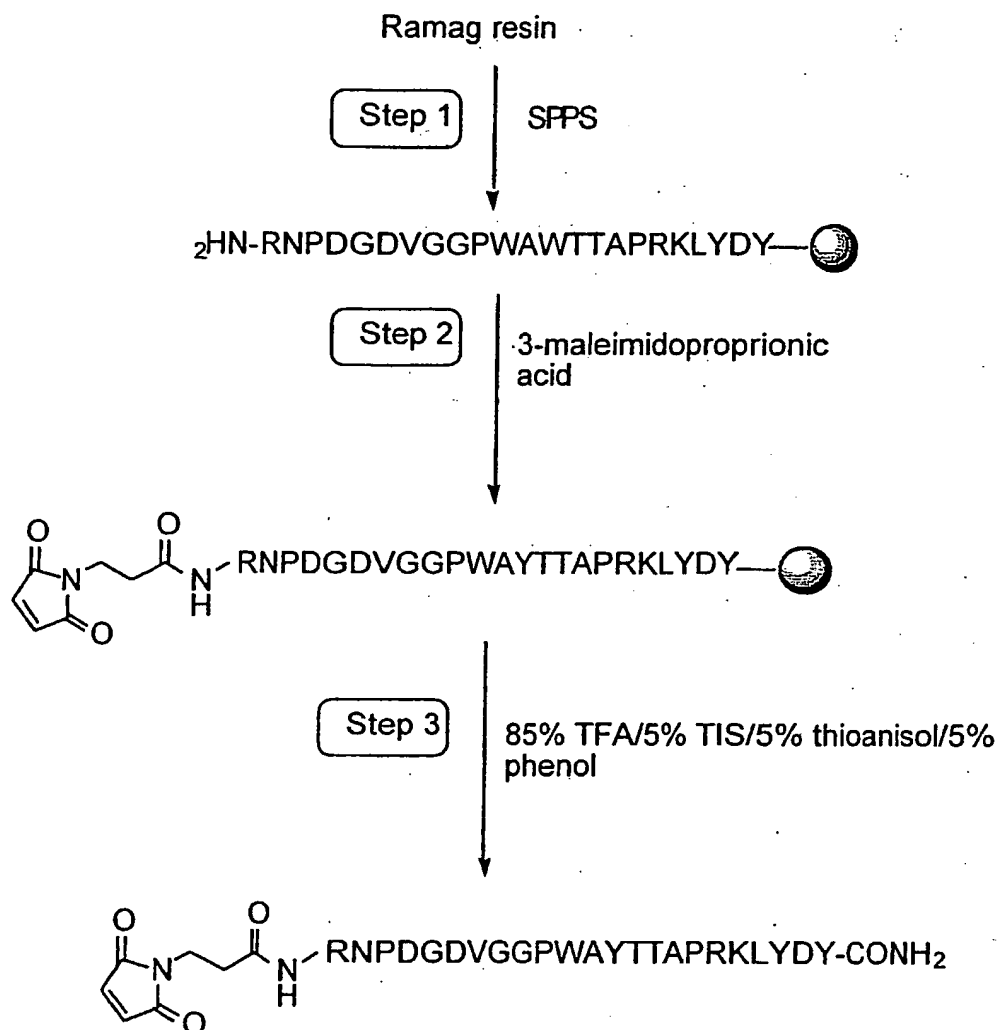 Ramag resin
Step 1
SPPS
₂HN-RNPDGDVGGPWAWTTAPRKLYDY
Step 2
3-maleimidoproprionic
acid
O
O
N
O
N
H
RNPDGDVGGPWAYTTAPRKLYDY
Step 3
85% TFA/5% TIS/5% thioanisol/5%
phenol
O
O
N
O
N
H
RNPDGDVGGPWAYTTAPRKLYDY-CONH₂